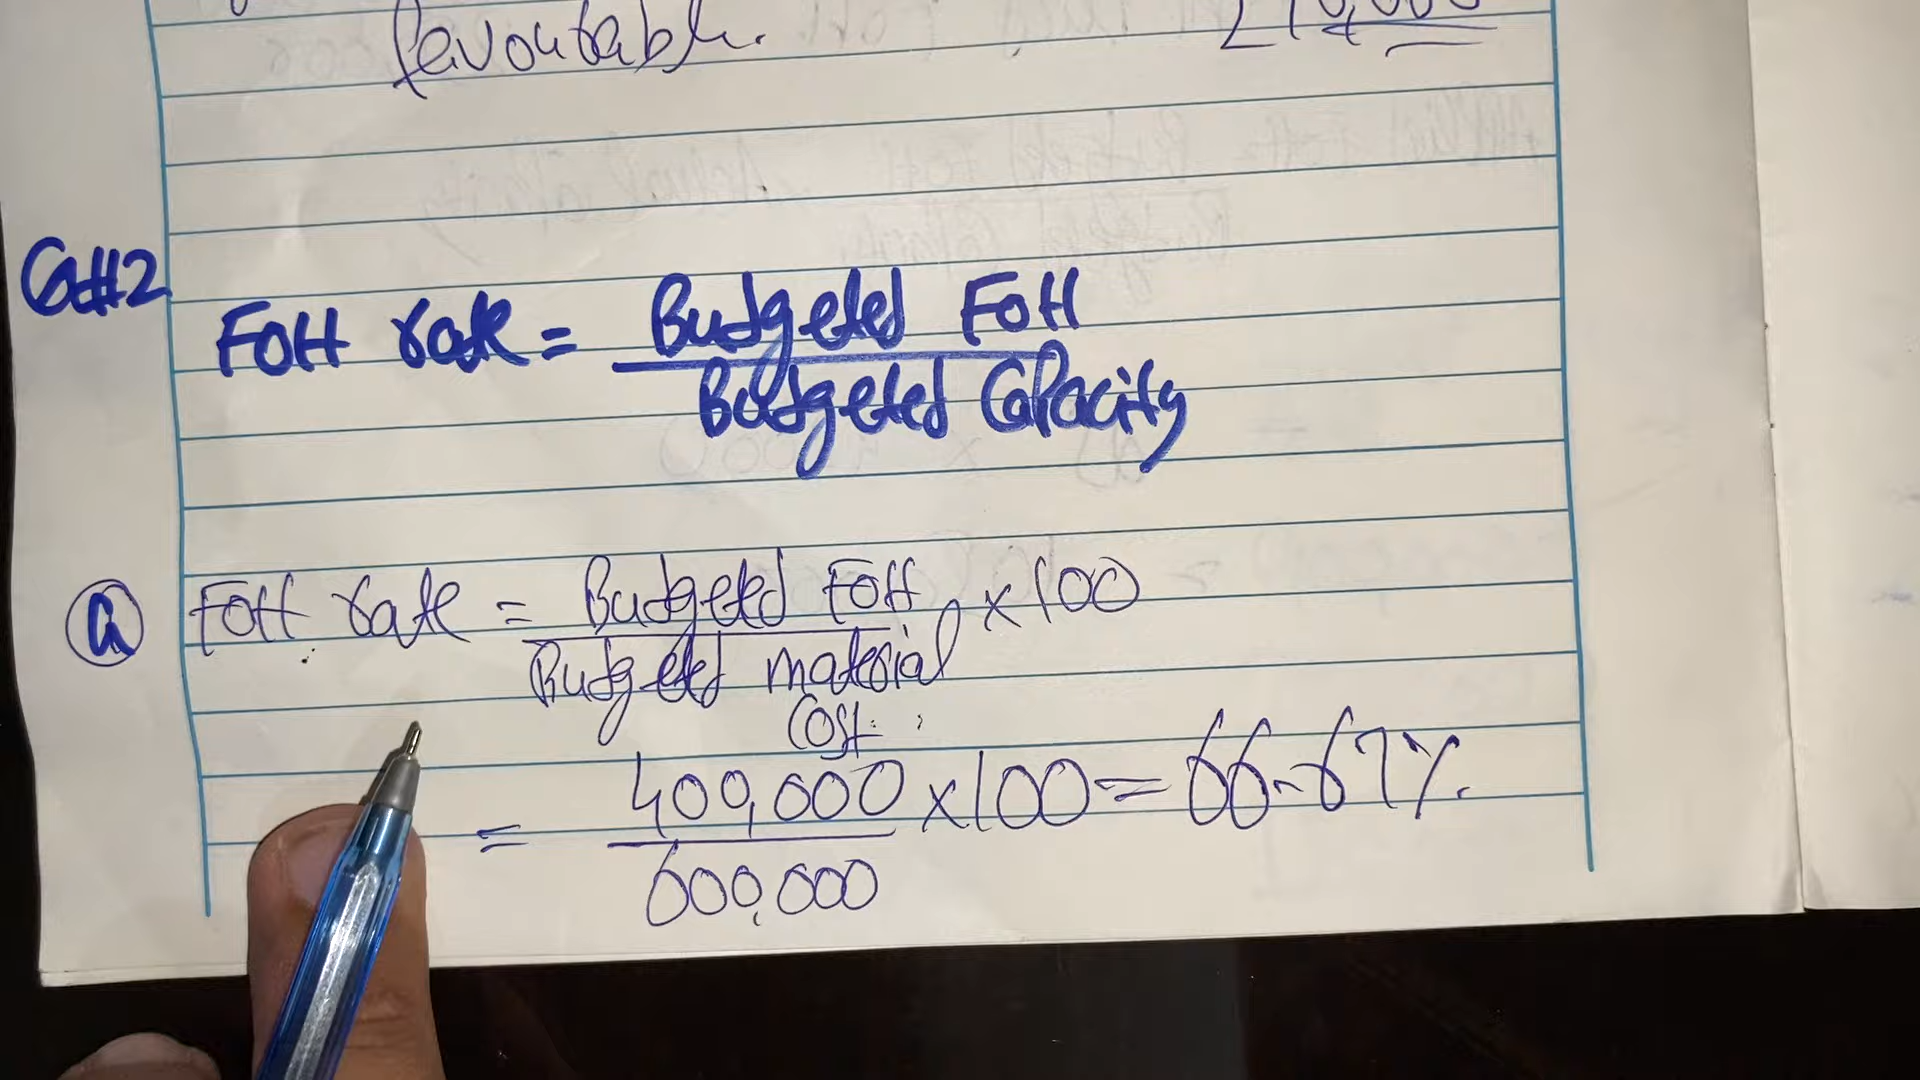 favourable.
Q#2
FOH rate = Budgeted FOH
Budgeted Capacity
a FOH rate = Budgeted FOH × 100
Budgeted material
Cost
= 400,000 × 100 = 66.67%.
600,000